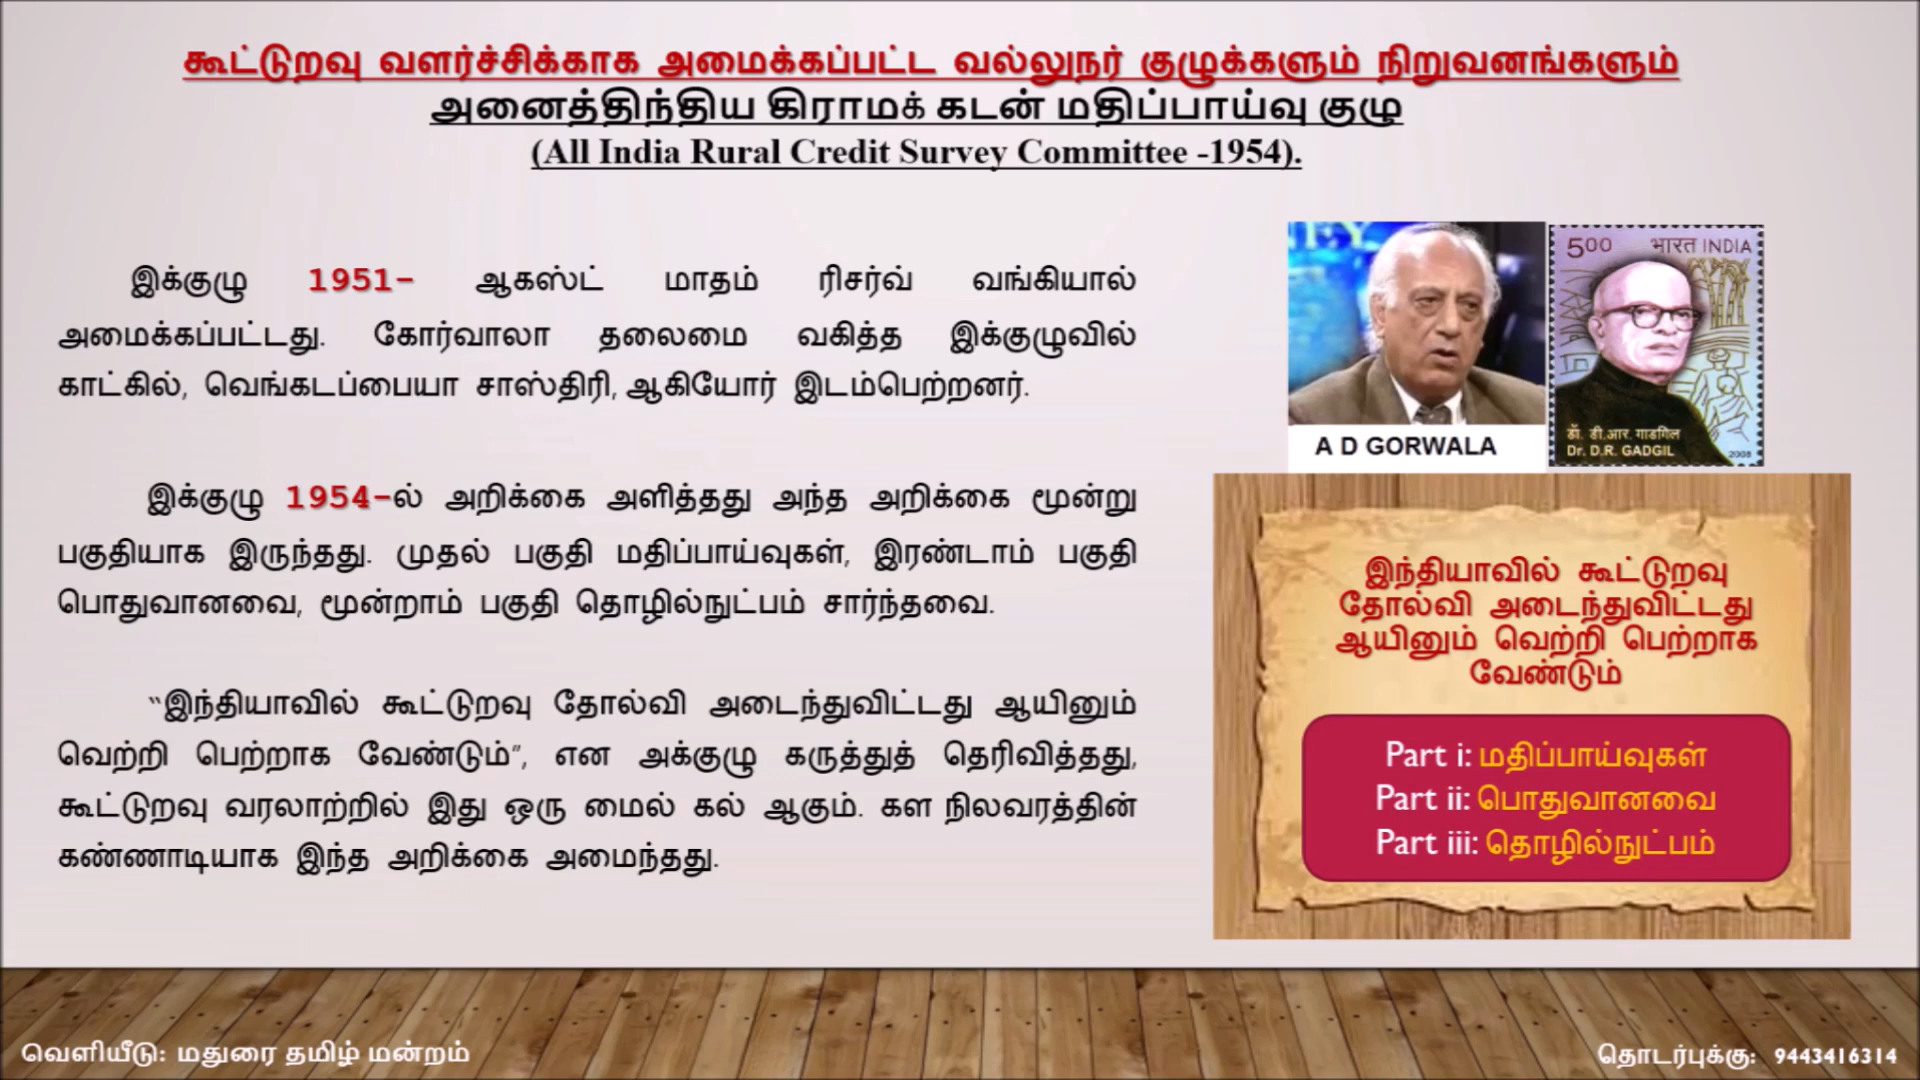 கூட்டுறவு வளர்ச்சிக்காக அமைக்கப்பட்ட வல்லுநர் குழுக்களும் நிறுவனங்களும்
அனைத்திந்திய கிராமக் கடன் மதிப்பாய்வு குழு
(All India Rural Credit Survey Committee -1954).
இக்குழு 1951- ஆகஸ்ட் மாதம் ரிசர்வ் வங்கியால்
அமைக்கப்பட்டது. கோர்வாலா தலைமை வகித்த இக்குழுவில்
காட்கில், வெங்கடப்பையா சாஸ்திரி, ஆகியோர் இடம்பெற்றனர்.
இக்குழு 1954-ல் அறிக்கை அளித்தது அந்த அறிக்கை மூன்று
பகுதியாக இருந்தது. முதல் பகுதி மதிப்பாய்வுகள், இரண்டாம் பகுதி
பொதுவானவை, மூன்றாம் பகுதி தொழில்நுட்பம் சார்ந்தவை.
“இந்தியாவில் கூட்டுறவு தோல்வி அடைந்துவிட்டது ஆயினும்
வெற்றி பெற்றாக வேண்டும்”, என அக்குழு கருத்துத் தெரிவித்தது,
கூட்டுறவு வரலாற்றில் இது ஒரு மைல் கல் ஆகும். கள நிலவரத்தின்
கண்ணாடியாக இந்த அறிக்கை அமைந்தது.
A D GORWALA
500 भारत INDIA
डॉ. डी.आर. गाडगिल
Dr. D.R. GADGIL 2008
இந்தியாவில் கூட்டுறவு
தோல்வி அடைந்துவிட்டது
ஆயினும் வெற்றி பெற்றாக
வேண்டும்
Part i: மதிப்பாய்வுகள்
Part ii: பொதுவானவை
Part iii: தொழில்நுட்பம்
வெளியீடு: மதுரை தமிழ் மன்றம்
தொடர்புக்கு: 9443416314